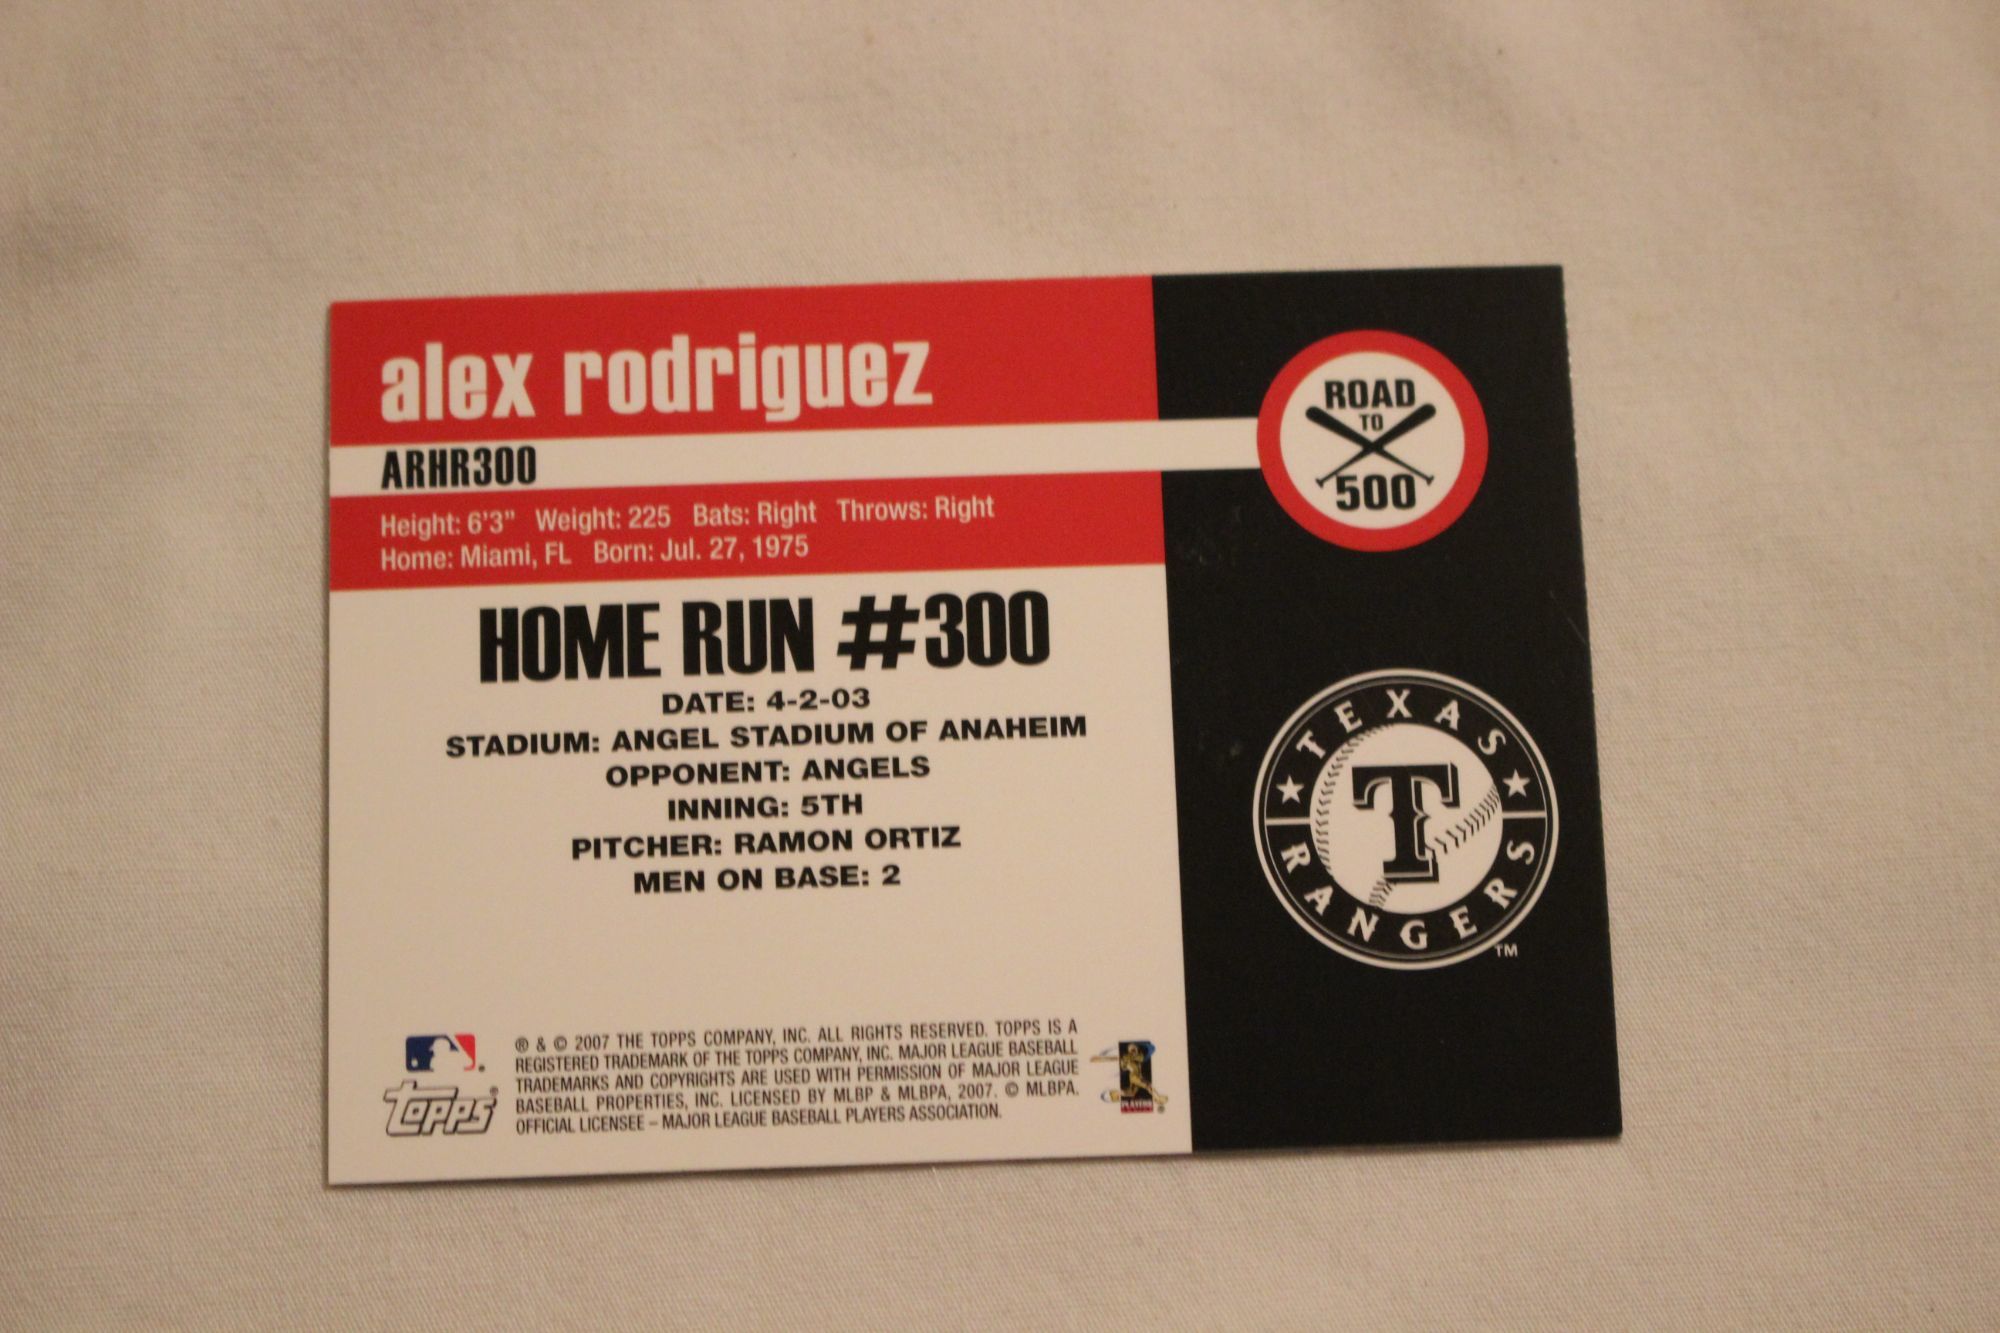 alex rodriguez
ARHR300
Height: 6'3" Weight: 225 Bats: Right Throws: Right
Home: Miami, FL Born: Jul. 27, 1975
ROAD
TO
500
HOME RUN #300
DATE: 4-2-03
STADIUM: ANGEL STADIUM OF ANAHEIM
OPPONENT: ANGELS
INNING: 5TH
PITCHER: RAMON ORTIZ
MEN ON BASE: 2
TEXAS
T
RANGERS
TM
topps®
® & © 2007 THE TOPPS COMPANY, INC. ALL RIGHTS RESERVED. TOPPS IS A
REGISTERED TRADEMARK OF THE TOPPS COMPANY, INC. MAJOR LEAGUE BASEBALL
TRADEMARKS AND COPYRIGHTS ARE USED WITH PERMISSION OF MAJOR LEAGUE
BASEBALL PROPERTIES, INC. LICENSED BY MLBP & MLBPA, 2007. © MLBPA.
OFFICIAL LICENSEE – MAJOR LEAGUE BASEBALL PLAYERS ASSOCIATION.
PLAYERS